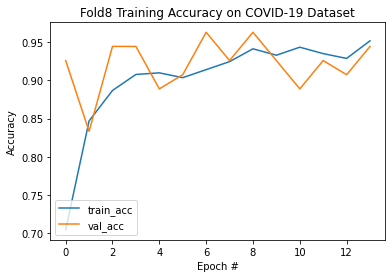 Fold8 Training Accuracy on COVID-19 Dataset
Accuracy
0.95
0.90
0.85
0.80
0.75
0.70
train_acc
val_acc
0 2 4 6 8 10 12
Epoch #